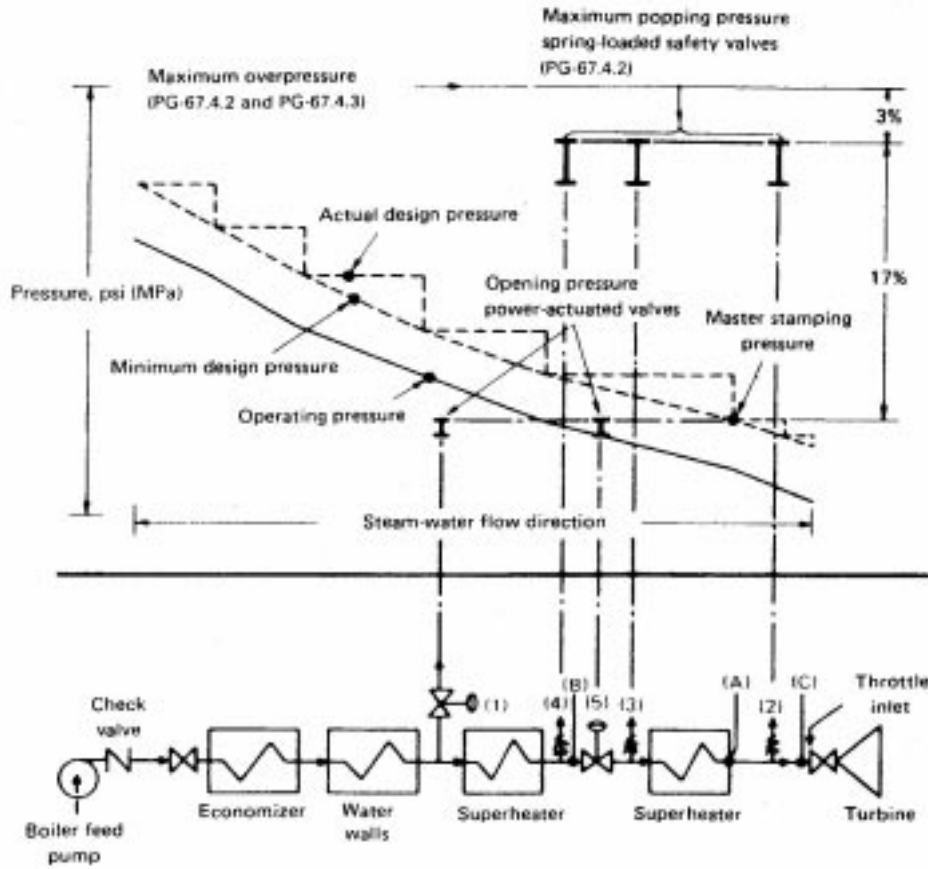 Maximum popping pressure
spring-loaded safety valves
(PG-67.4.2)
Maximum overpressure
(PG-67.4.2 and PG-67.4.3)
3%
Actual design pressure
Opening pressure
power-actuated valves
17%
Pressure, psi (MPa)
Master stamping
pressure
Minimum design pressure
Operating pressure
Steam-water flow direction
(B)
(A)
(C)
Throttle
inlet
Check
valve
(1)
(4)
(5)
(3)
(2)
Economizer
Water
walls
Superheater
Superheater
Turbine
Boiler feed
pump